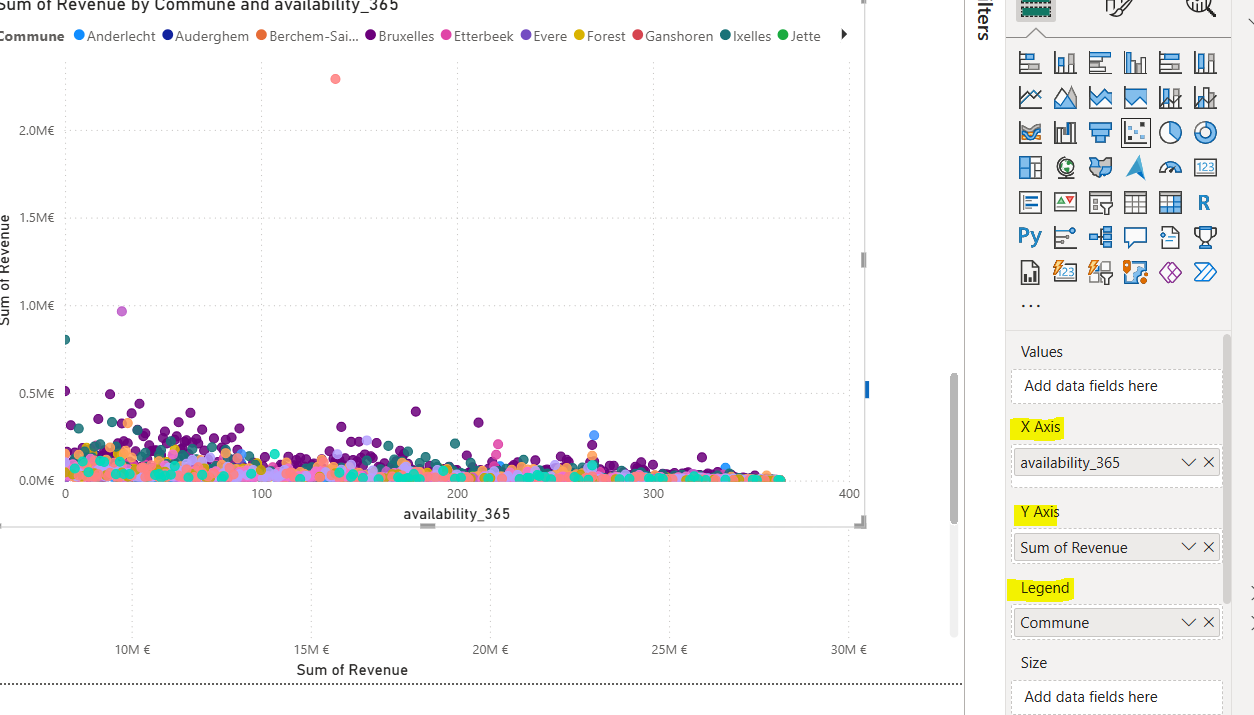 Sum of Revenue by Commune and availability_365
Commune Anderlecht Auderghem Berchem-Sai... Bruxelles Etterbeek Evere Forest Ganshoren Ixelles Jette
2.0M€
1.5M€
1.0M€
0.5M€
0.0M€
Sum of Revenue
0 100 200 300 400
availability_365
10M € 15M € 20M € 25M € 30M €
Sum of Revenue
Filters
123
R
Py
123
...
Values
Add data fields here
X Axis
availability_365
Y Axis
Sum of Revenue
Legend
Commune
Size
Add data fields here